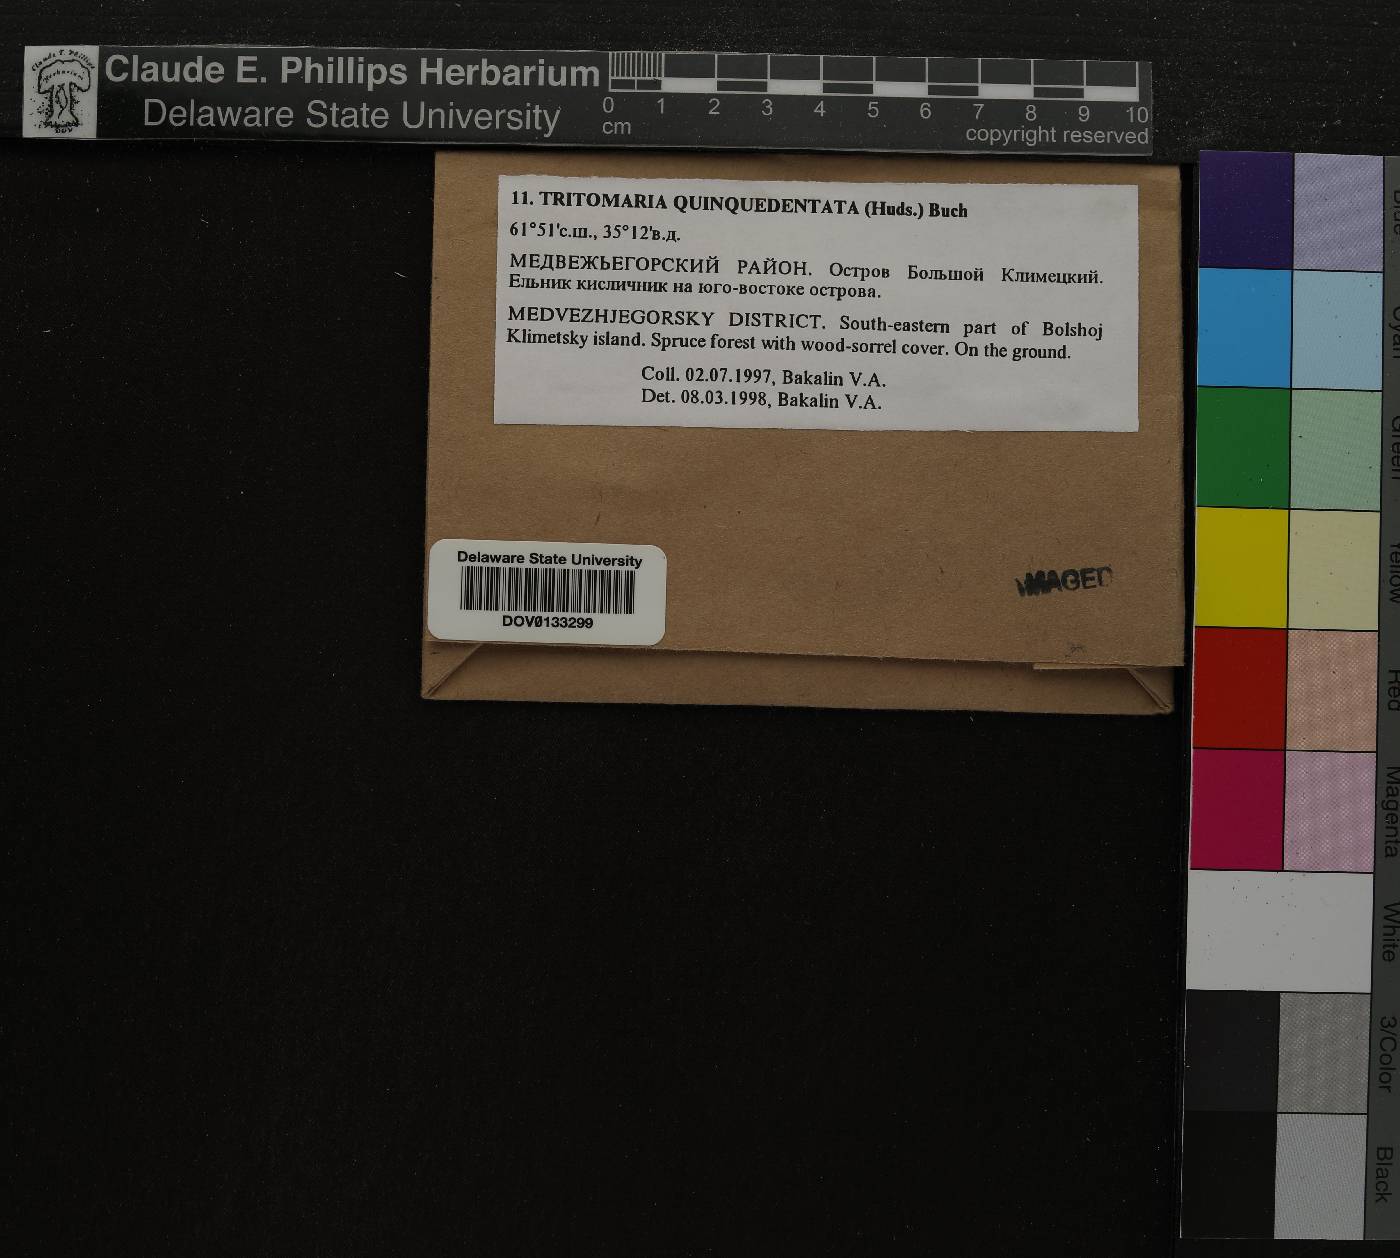 Claude E. Phillips Herbarium
Delaware State University
0 1 2 3 4 5 6 7 8 9 10
cm
copyright reserved
11. TRITOMARIA QUINQUEDENTATA (Huds.) Buch
61°51'с.ш., 35°12'в.д.
МЕДВЕЖЬЕГОРСКИЙ РАЙОН. Остров Большой Климецкий.
Ельник кисличник на юго-востоке острова.
MEDVEZHJEGORSKY DISTRICT. South-eastern part of Bolshoj
Klimetsky island. Spruce forest with wood-sorrel cover. On the ground.
Coll. 02.07.1997, Bakalin V.A.
Det. 08.03.1998, Bakalin V.A.
Delaware State University
DOV0133299
IMAGED
Blue
Cyan
Green
Yellow
Red
Magenta
White
3/Color
Black